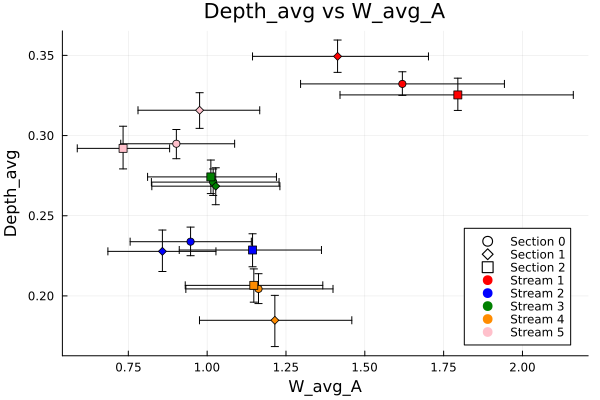 Depth_avg vs W_avg_A
Depth_avg
0.35
0.30
0.25
0.20
Section 0
Section 1
Section 2
Stream 1
Stream 2
Stream 3
Stream 4
Stream 5
0.75 1.00 1.25 1.50 1.75 2.00
W_avg_A